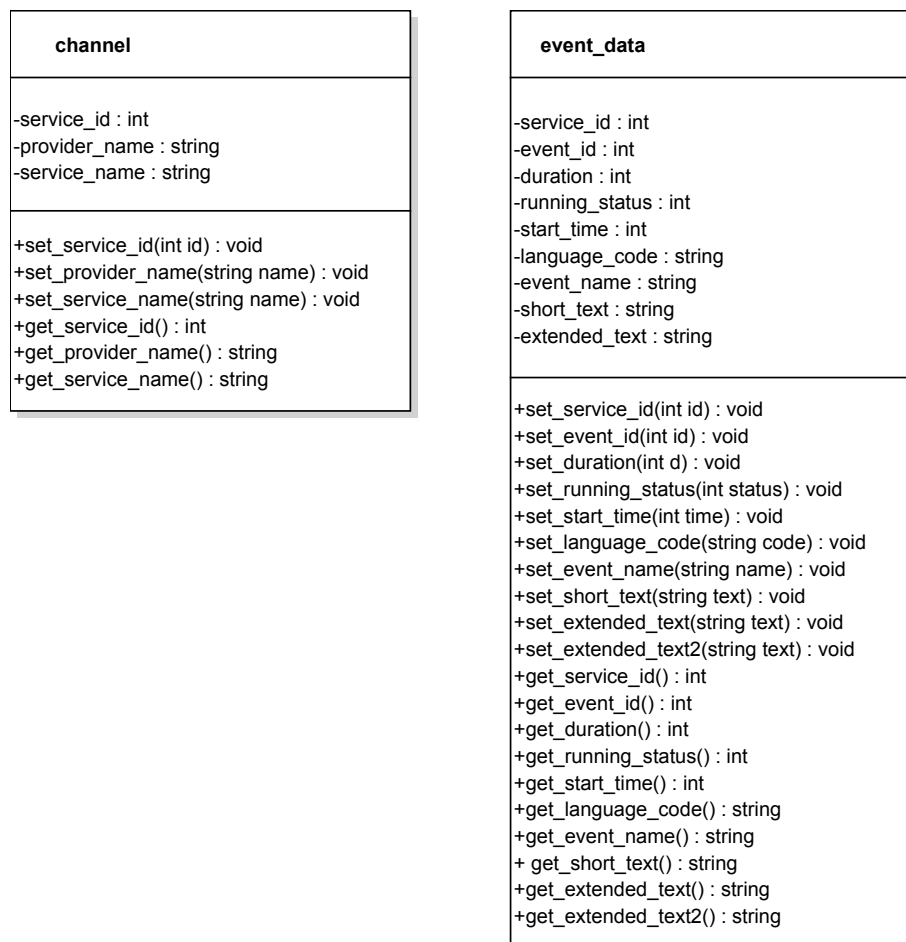 channel
-service_id : int
-provider_name : string
-service_name : string
+set_service_id(int id) : void
+set_provider_name(string name) : void
+set_service_name(string name) : void
+get_service_id() : int
+get_provider_name() : string
+get_service_name() : string
event_data
-service_id : int
-event_id : int
-duration : int
-running_status : int
-start_time : int
-language_code : string
-event_name : string
-short_text : string
-extended_text : string
+set_service_id(int id) : void
+set_event_id(int id) : void
+set_duration(int d) : void
+set_running_status(int status) : void
+set_start_time(int time) : void
+set_language_code(string code) : void
+set_event_name(string name) : void
+set_short_text(string text) : void
+set_extended_text(string text) : void
+set_extended_text2(string text) : void
+get_service_id() : int
+get_event_id() : int
+get_duration() : int
+get_running_status() : int
+get_start_time() : int
+get_language_code() : string
+get_event_name() : string
+ get_short_text() : string
+get_extended_text() : string
+get_extended_text2() : string